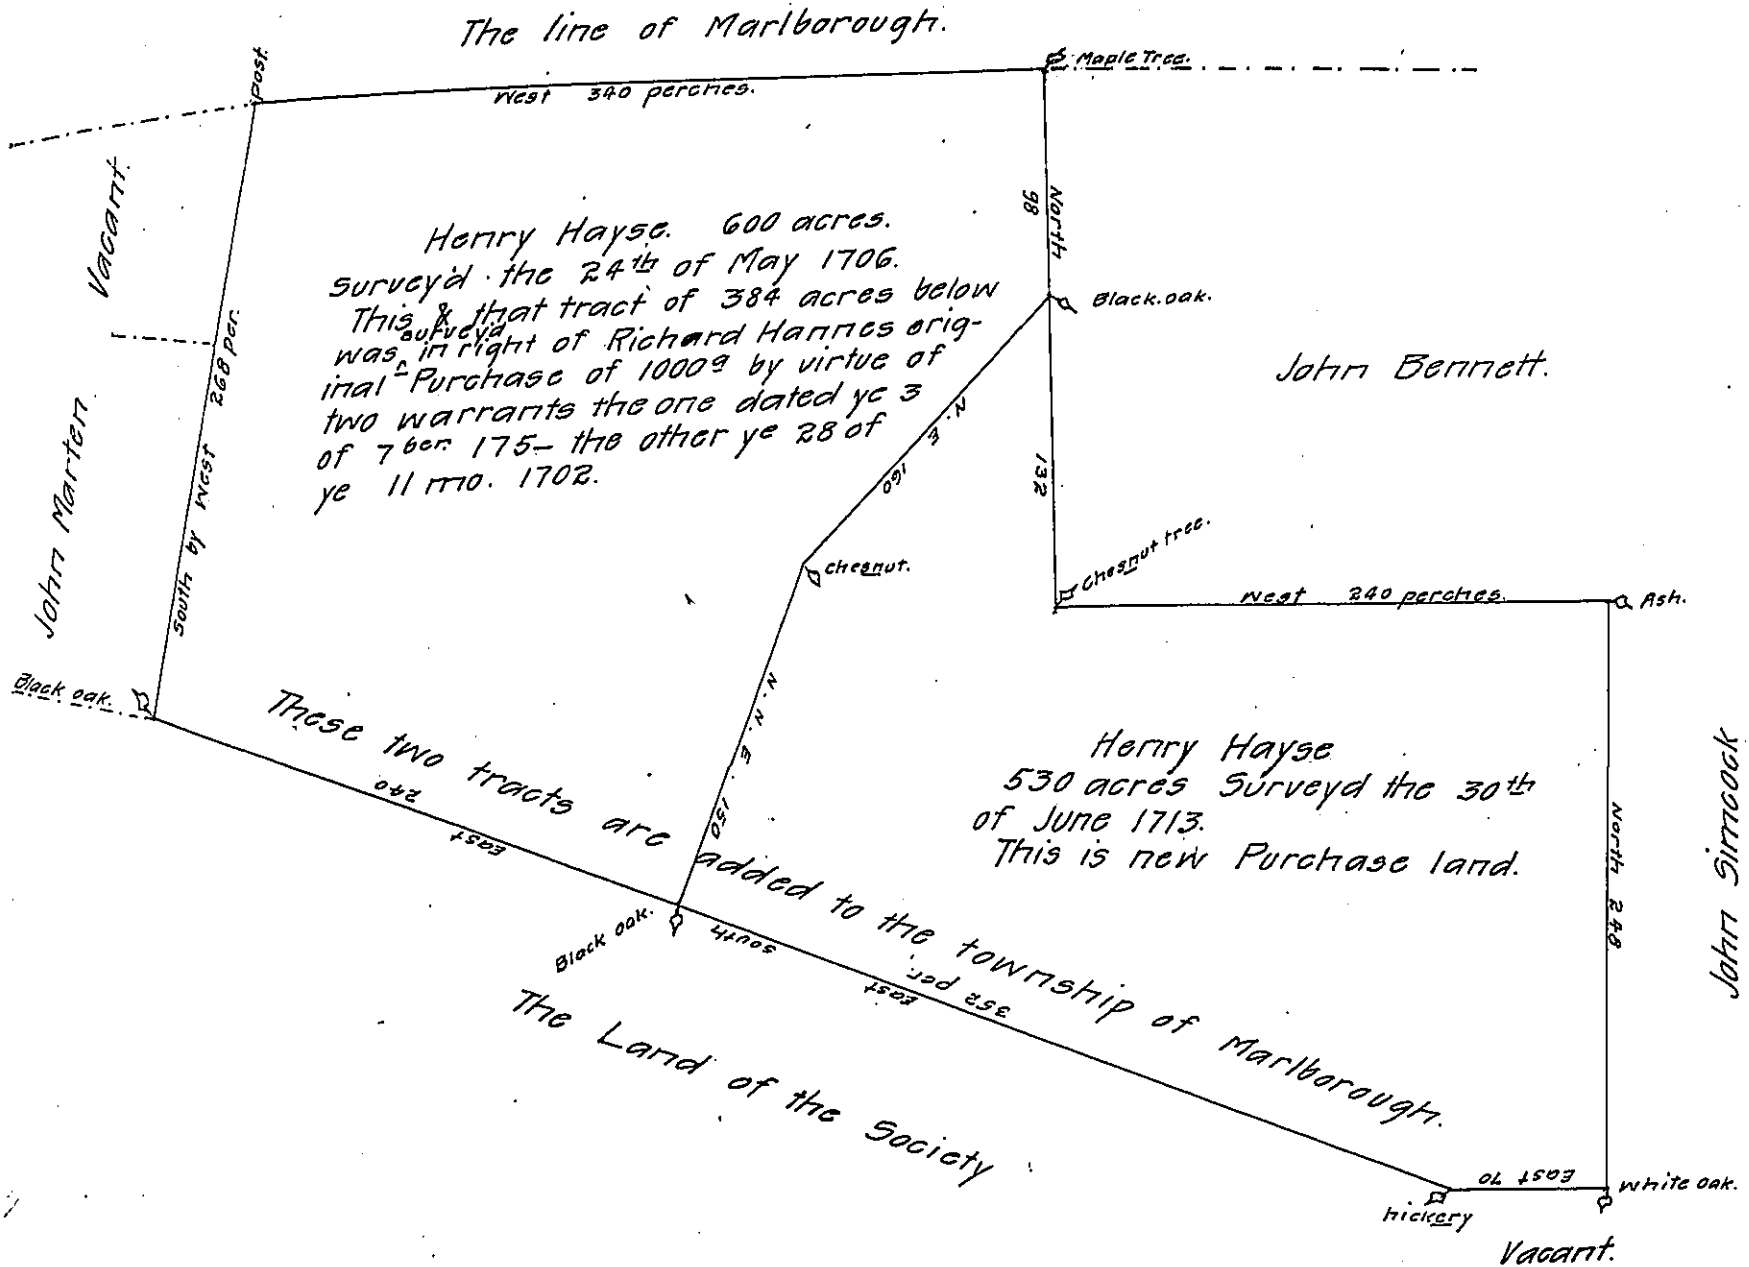 The line of Marlborough.
post.
Maple Tree.
West 340 perches.
Vacant.
North
98
Henry Hayse. 600 acres.
Survey'd the 24th of May 1706.
This & that tract of 384 acres below
was survey'd in right of Richard Hannes orig-
inal Purchase of 1000a by virtue of
two warrants the one dated ye 3
of 7 ber. 175- the other ye 28 of
ye 11 mo. 1702.
Black oak.
John Bennett.
268 per.
South by West
John Marten
N. E.
160
132
Chesnut.
Chesnut tree.
West 240 perches.
Ash.
Black oak.
N. N. E. 150
These two tracts are added to the township of Marlborough.
240
East
Henry Hayse
530 acres Surveyd the 30th
of June 1713.
This is new Purchase land.
North 248
John Simcock
Black oak.
South
East
352 per.
The Land of the Society
East 70
White oak.
hickery
Vacant.